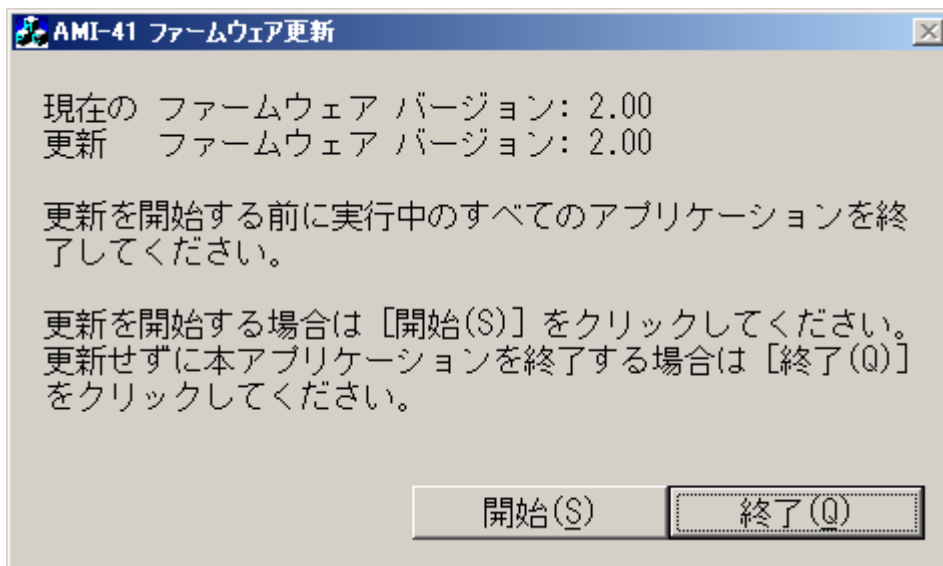 AMI-41 ファームウェア更新
現在の ファームウェア バージョン: 2.00
更新 ファームウェア バージョン: 2.00
更新を開始する前に実行中のすべてのアプリケーションを終
了してください。
更新を開始する場合は［開始(S)］をクリックしてください。
更新せずに本アプリケーションを終了する場合は［終了(Q)］
をクリックしてください。
開始(S) 終了(Q)